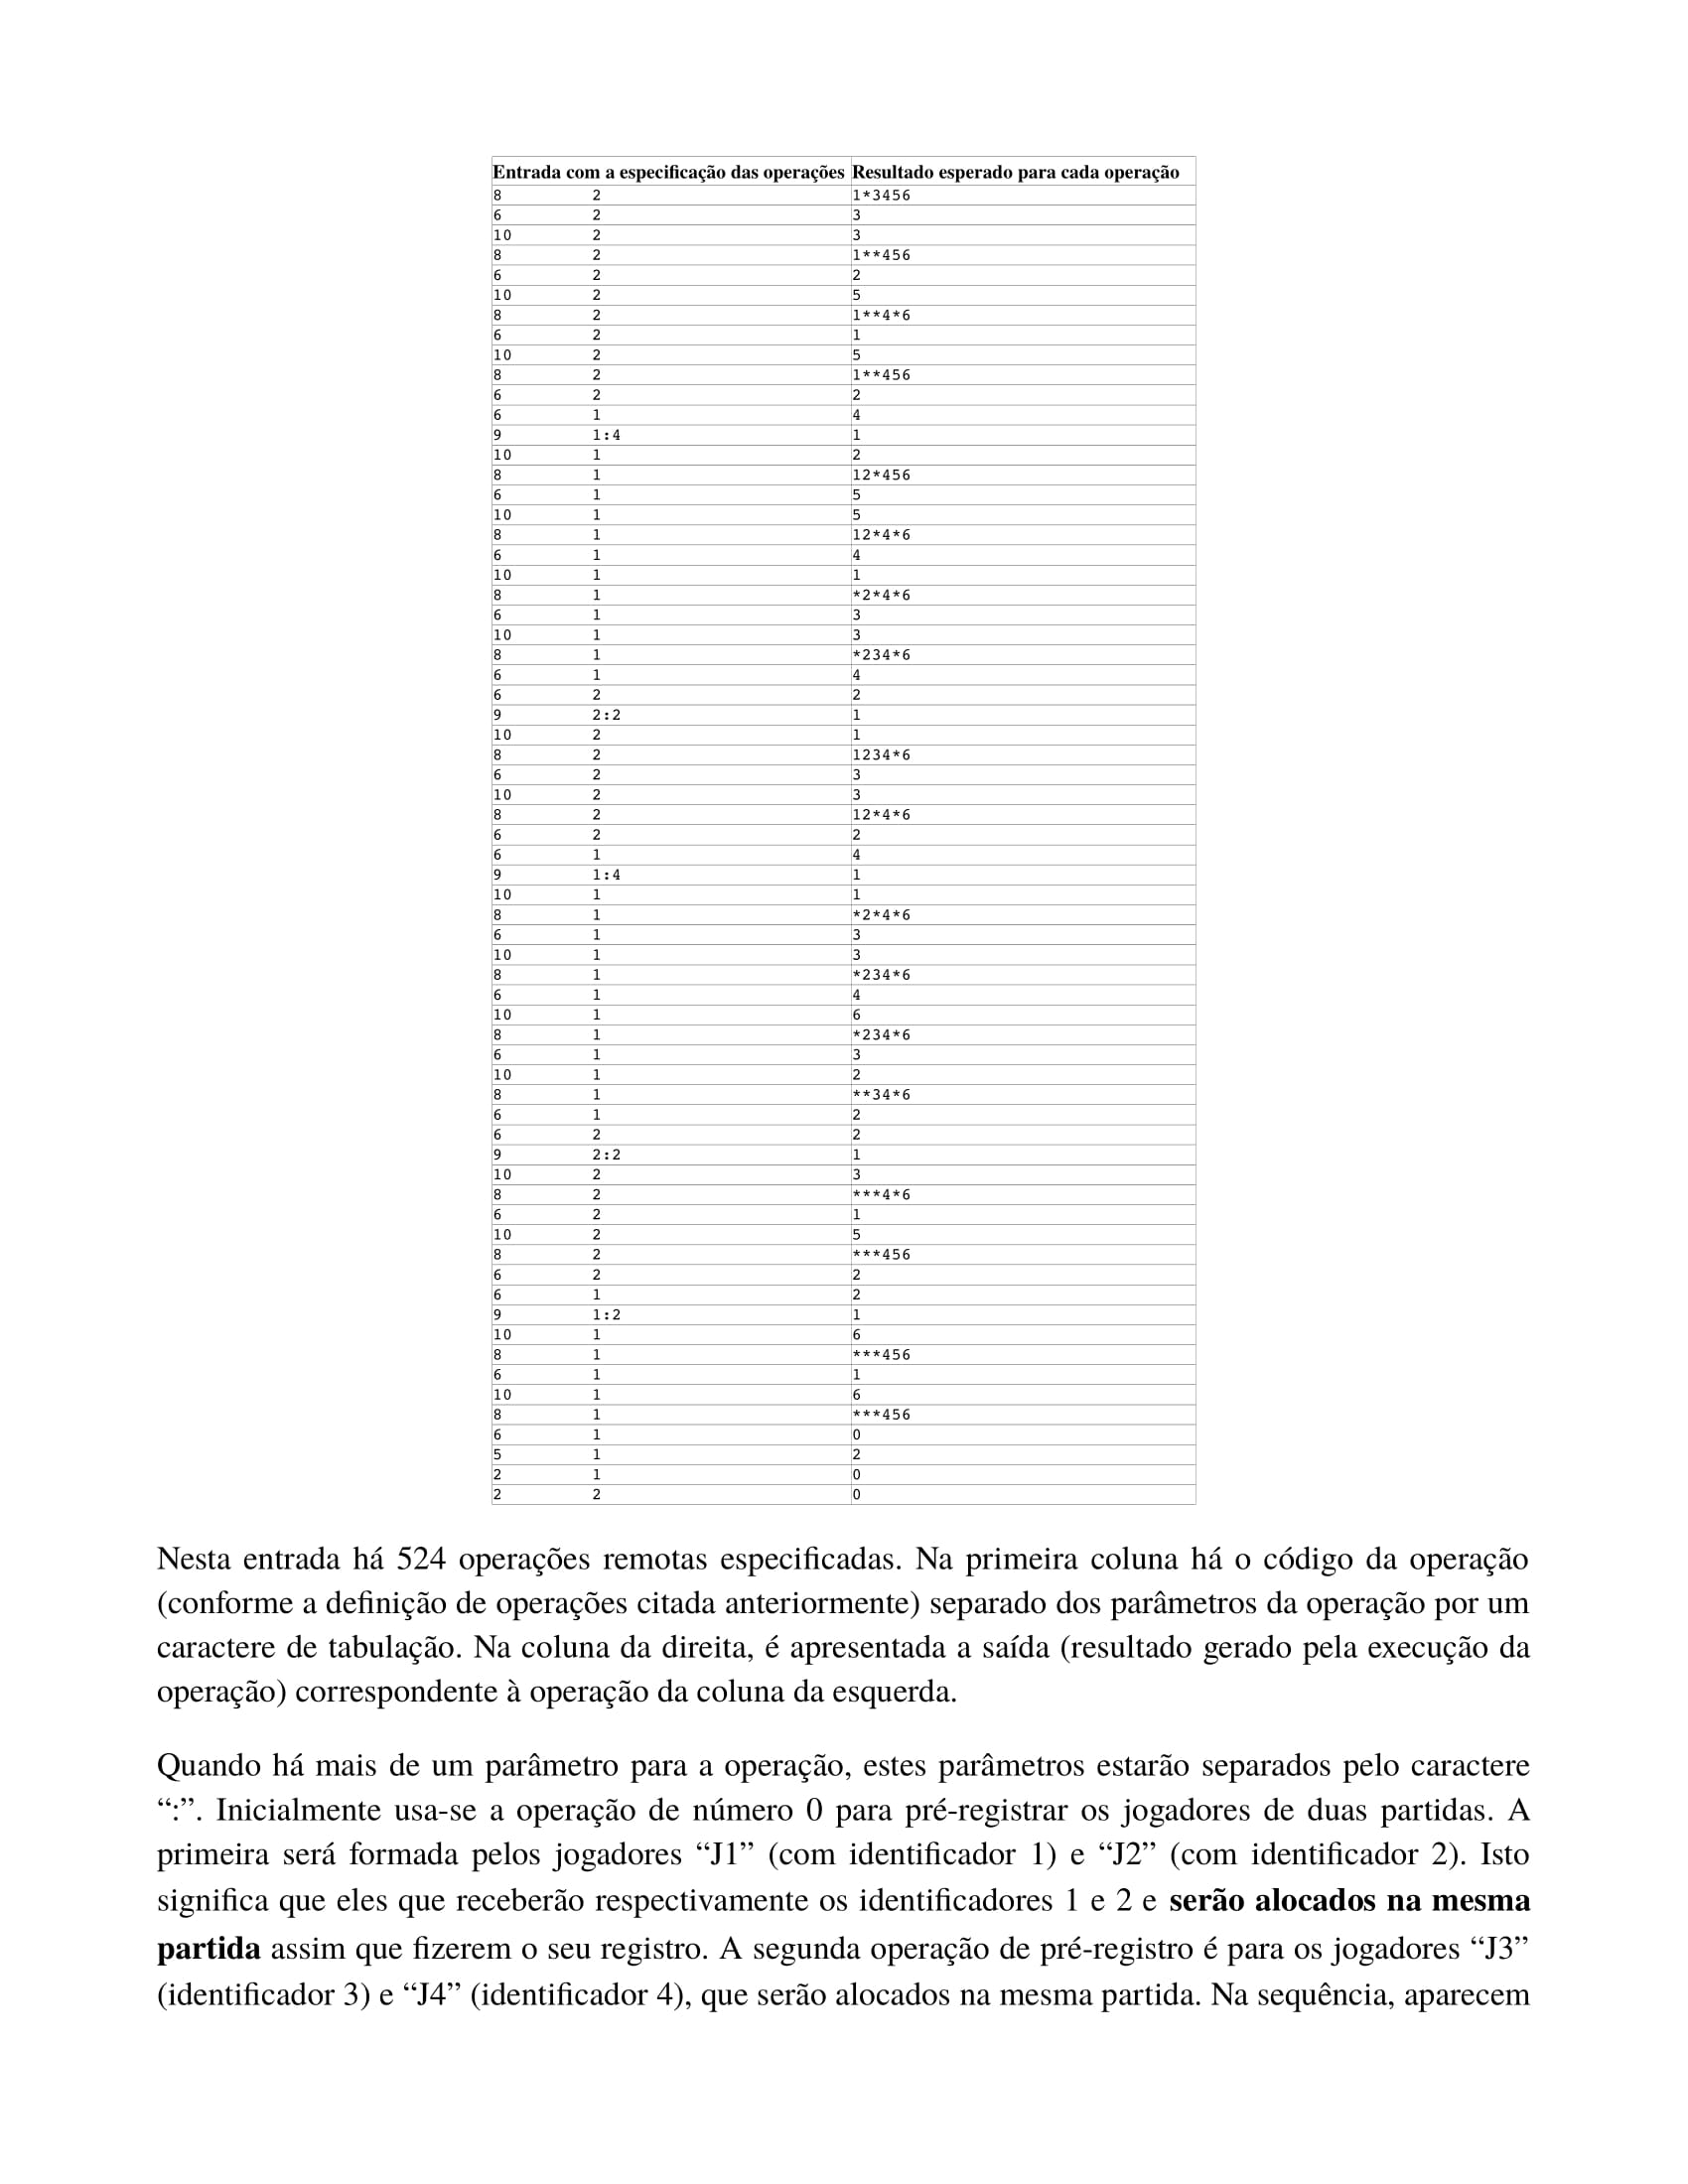 Entrada com a especificação das operações Resultado esperado para cada operação
8 2 1*3456
6 2 3
10 2 3
8 2 1**456
6 2 2
10 2 5
8 2 1**4*6
6 2 1
10 2 5
8 2 1**456
6 2 2
6 1 4
9 1:4 1
10 1 2
8 1 12*456
6 1 5
10 1 5
8 1 12*4*6
6 1 4
10 1 1
8 1 *2*4*6
6 1 3
10 1 3
8 1 *234*6
6 1 4
6 2 2
9 2:2 1
10 2 1
8 2 1234*6
6 2 3
10 2 3
8 2 12*4*6
6 2 2
6 1 4
9 1:4 1
10 1 1
8 1 *2*4*6
6 1 3
10 1 3
8 1 *234*6
6 1 4
10 1 6
8 1 *234*6
6 1 3
10 1 2
8 1 **34*6
6 1 2
6 2 2
9 2:2 1
10 2 3
8 2 ***4*6
6 2 1
10 2 5
8 2 ***456
6 2 2
6 1 2
9 1:2 1
10 1 6
8 1 ***456
6 1 1
10 1 6
8 1 ***456
6 1 0
5 1 2
2 1 0
2 2 0
Nesta entrada há 524 operações remotas especificadas. Na primeira coluna há o código da operação
(conforme a definição de operações citada anteriormente) separado dos parâmetros da operação por um
caractere de tabulação. Na coluna da direita, é apresentada a saída (resultado gerado pela execução da
operação) correspondente à operação da coluna da esquerda.
Quando há mais de um parâmetro para a operação, estes parâmetros estarão separados pelo caractere
“:”. Inicialmente usa-se a operação de número 0 para pré-registrar os jogadores de duas partidas. A
primeira será formada pelos jogadores “J1” (com identificador 1) e “J2” (com identificador 2). Isto
significa que eles que receberão respectivamente os identificadores 1 e 2 e serão alocados na mesma
partida assim que fizerem o seu registro. A segunda operação de pré-registro é para os jogadores “J3”
(identificador 3) e “J4” (identificador 4), que serão alocados na mesma partida. Na sequência, aparecem